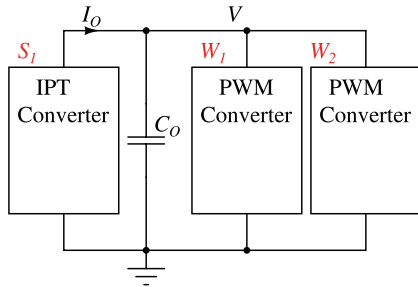 I_O
V
S_1
W_1
W_2
IPT
Converter
C_O
PWM
Converter
PWM
Converter